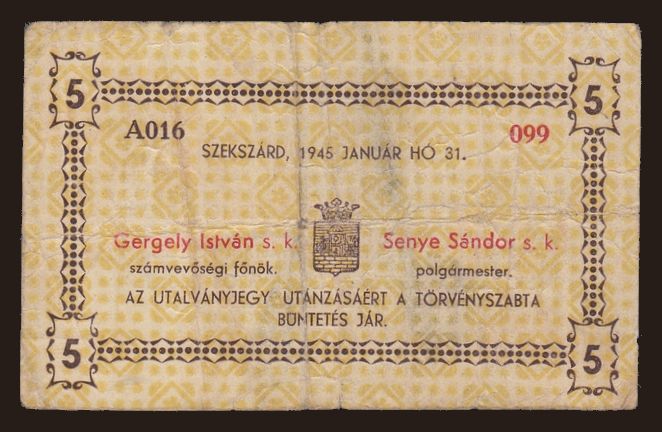 5 5
A016 099
SZEKSZÁRD, 1945 JANUÁR HÓ 31.
Gergely István s. k. Senye Sándor s. k.
számvevőségi főnök. polgármester.
AZ UTALVÁNYJEGY UTÁNZÁSÁÉRT A TÖRVÉNYSZABTA
BÜNTETÉS JÁR.
5 5